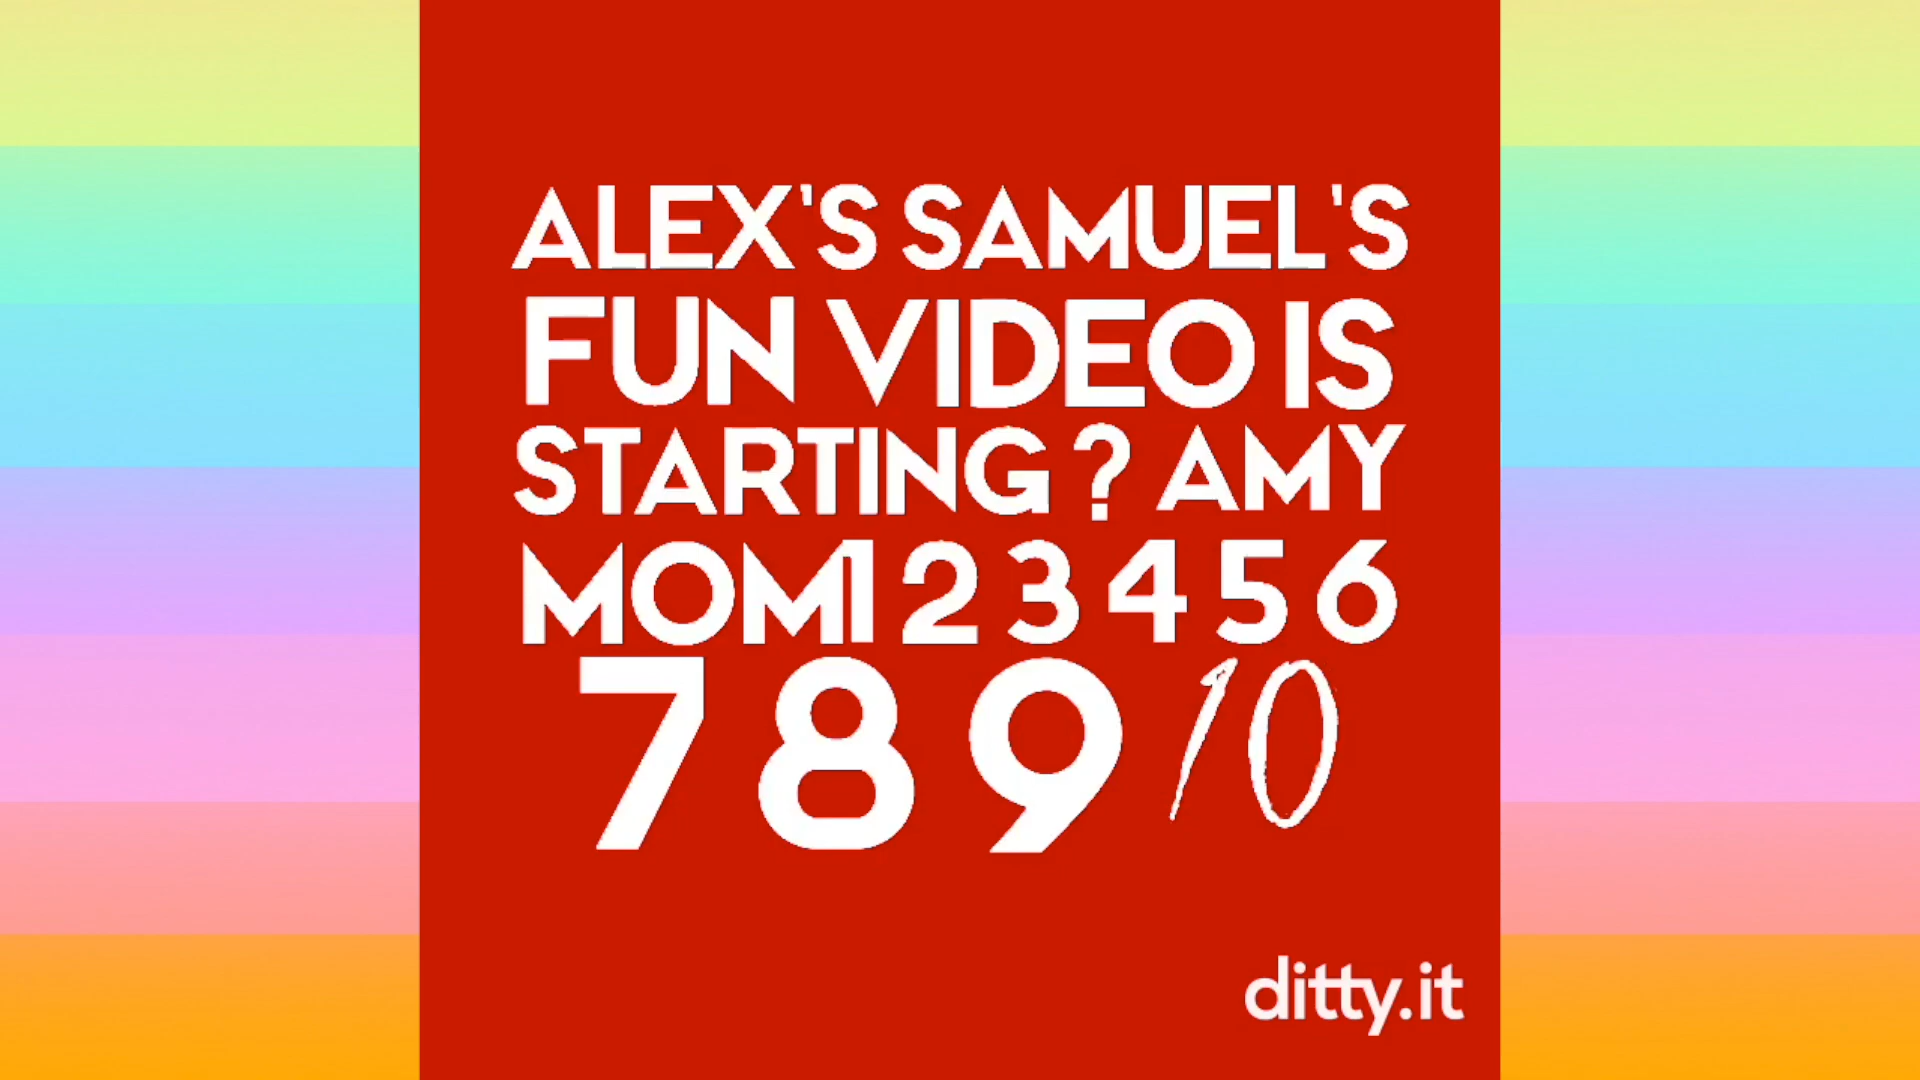 ALEX'S SAMUEL'S
FUN VIDEO IS
STARTING ? AMY
MOM1 2 3 4 5 6
7 8 9 10
ditty.it